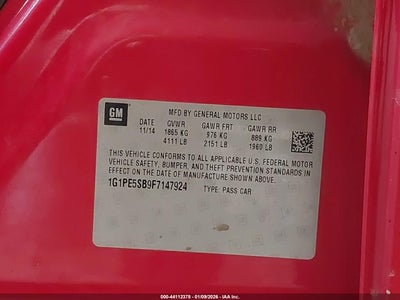 GM
MFD BY GENERAL MOTORS LLC
DATE GVWR GAWR FRT GAWR RR
11/14 1865 KG 976 KG 889 KG
4111 LB 2151 LB 1960 LB
THIS VEHICLE CONFORMS TO ALL APPLICABLE U.S. FEDERAL MOTOR
VEHICLE SAFETY, BUMPER, AND THEFT PREVENTION STANDARDS IN
EFFECT ON THE DATE OF MANUFACTURE SHOWN ABOVE.
1G1PE5SB9F7147924 TYPE: PASS CAR
000-44112378 - 01/09/2026 - IAA Inc.